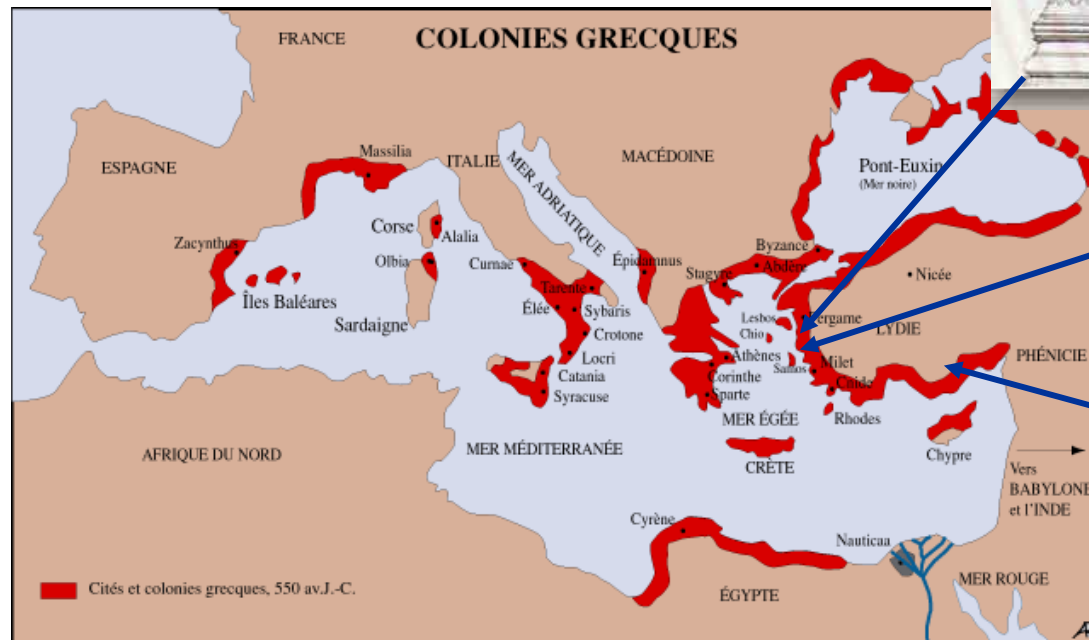 COLONIES GRECQUES
FRANCE
ESPAGNE
Massilia
ITALIE
MER ADRIATIQUE
MACÉDOINE
Pont-Euxin
(Mer noire)
Corse
Alalia
Zacynthus
Olbia
Îles Baléares
Sardaigne
Curnae
Tarente
Élée
Sybaris
Crotone
Locri
Catania
Syracuse
Épidamnus
Stagyre
Byzance
Abdère
Nicée
Lesbos
Pergame
Chio
LYDIE
PHÉNICIE
Athènes
Samos
Milet
Corinthe
Cnide
Sparte
MER ÉGÉE
Rhodes
MER MÉDITERRANÉE
AFRIQUE DU NORD
CRÈTE
Chypre
Vers
BABYLONE
et l'INDE
Cyrène
Nauticaa
MER ROUGE
ÉGYPTE
Cités et colonies grecques, 550 av.J.-C.